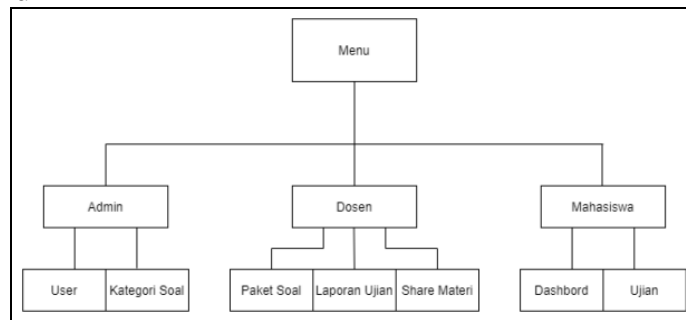 Menu
Admin
Dosen
Mahasiswa
User
Kategori Soal
Paket Soal
Laporan Ujian
Share Materi
Dashbord
Ujian